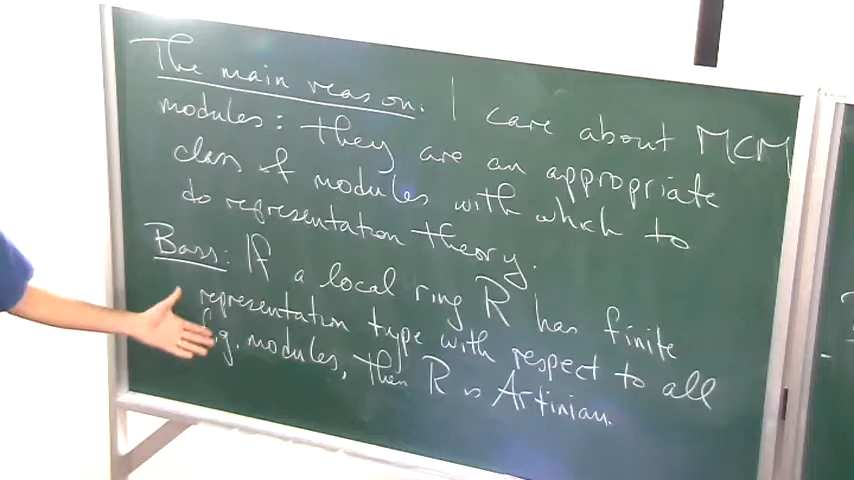 The main reason. I care about MCM
modules: they are an appropriate
class of modules with which to
do representation theory.
Bass: If a local ring R has finite
representation type with respect to all
f.g. modules, then R is Artinian.